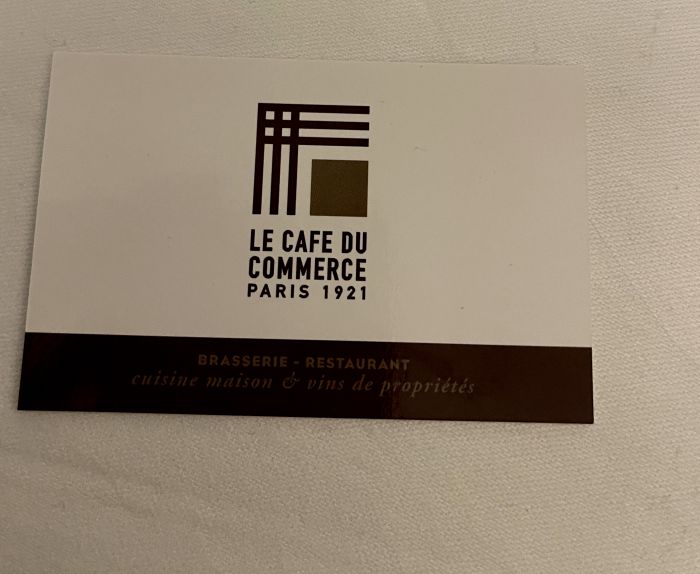 LE CAFE DU
COMMERCE
PARIS 1921
BRASSERIE - RESTAURANT
cuisine maison & vins de propriétés